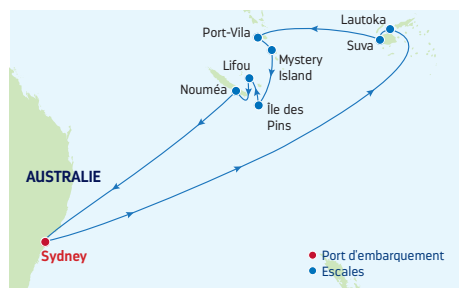 Lautoka
Port-Vila
Suva
Lifou
Mystery
Island
Nouméa
Île des
Pins
AUSTRALIE
Sydney
Port d'embarquement
Escales